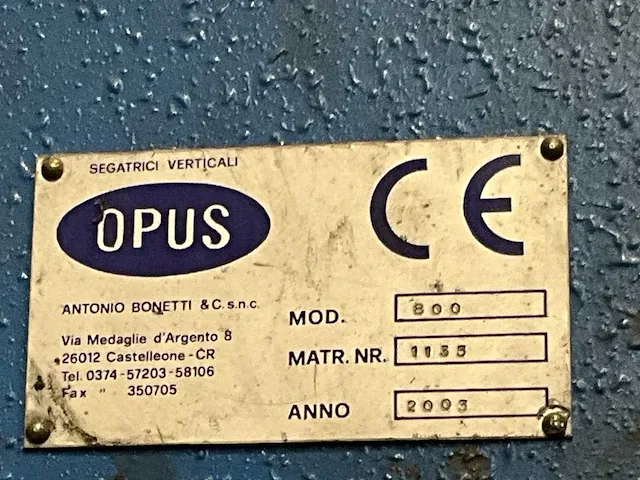 SEGATRICI VERTICALI
OPUS
CE
ANTONIO BONETTI & C. s.n.c.
Via Medaglie d'Argento 8
26012 Castelleone - CR
Tel. 0374 - 57203 - 58106
Fax " 350705
MOD. 800
MATR. NR. 1135
ANNO 2003